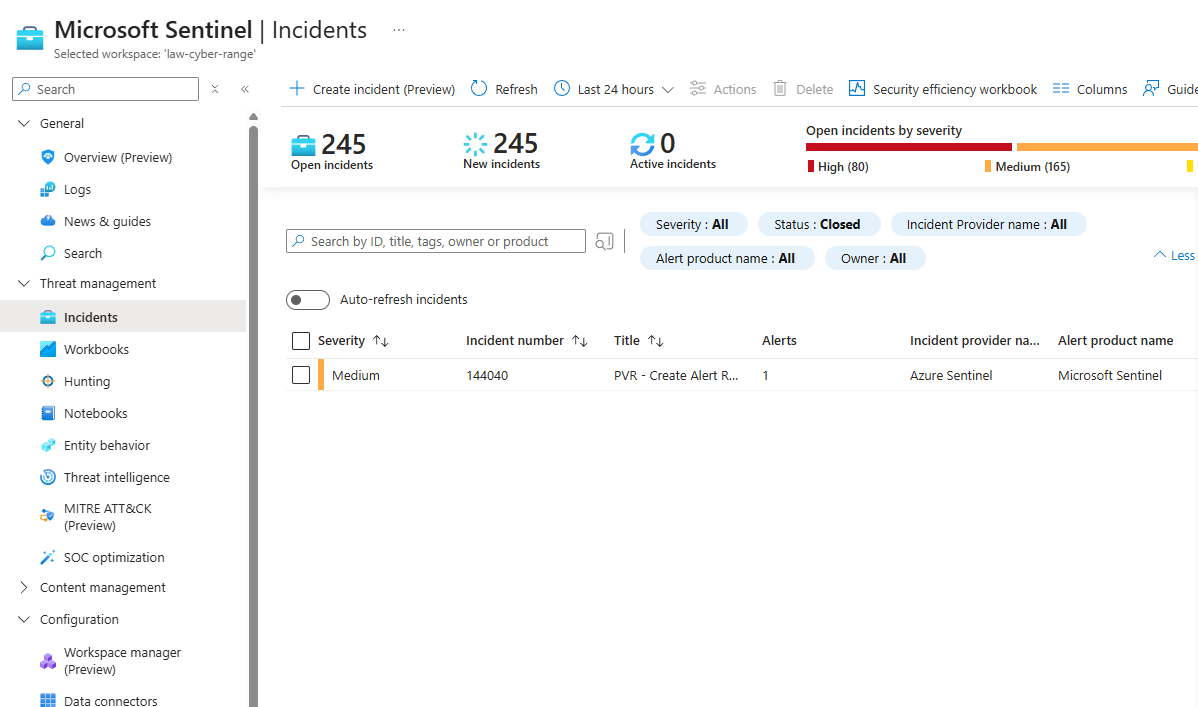 Microsoft Sentinel | Incidents ...
Selected workspace: 'law-cyber-range'
Search
General
Overview (Preview)
Logs
News & guides
Search
Threat management
Incidents
Workbooks
Hunting
Notebooks
Entity behavior
Threat intelligence
MITRE ATT&CK
(Preview)
SOC optimization
Content management
Configuration
Workspace manager
(Preview)
Data connectors
Create incident (Preview) Refresh Last 24 hours Actions Delete Security efficiency workbook Columns Guide
245 245 0
Open incidents New incidents Active incidents
Open incidents by severity
High (80) Medium (165)
Search by ID, title, tags, owner or product
Severity : All Status : Closed Incident Provider name : All
Alert product name : All Owner : All
Less
Auto-refresh incidents
Severity Incident number Title Alerts Incident provider na... Alert product name
Medium 144040 PVR - Create Alert R... 1 Azure Sentinel Microsoft Sentinel